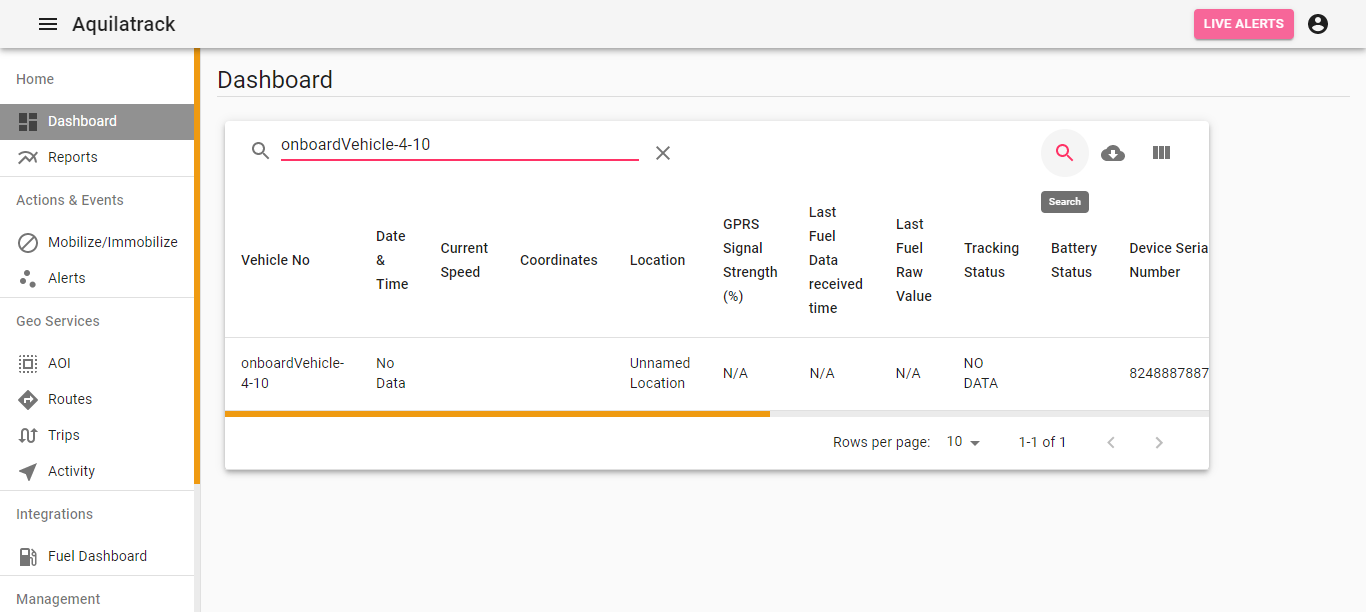 Aquilatrack
LIVE ALERTS
Home
Dashboard
Reports
Actions & Events
Mobilize/Immobilize
Alerts
Geo Services
AOI
Routes
Trips
Activity
Integrations
Fuel Dashboard
Management
Dashboard
onboardVehicle-4-10
Search
Vehicle No
Date
&
Time
Current
Speed
Coordinates
Location
GPRS
Signal
Strength
(%)
Last
Fuel
Data
received
time
Last
Fuel
Raw
Value
Tracking
Status
Battery
Status
Device Seria
Number
onboardVehicle-
4-10
No
Data
Unnamed
Location
N/A
N/A
N/A
NO
DATA
8248887887
Rows per page: 10
1-1 of 1